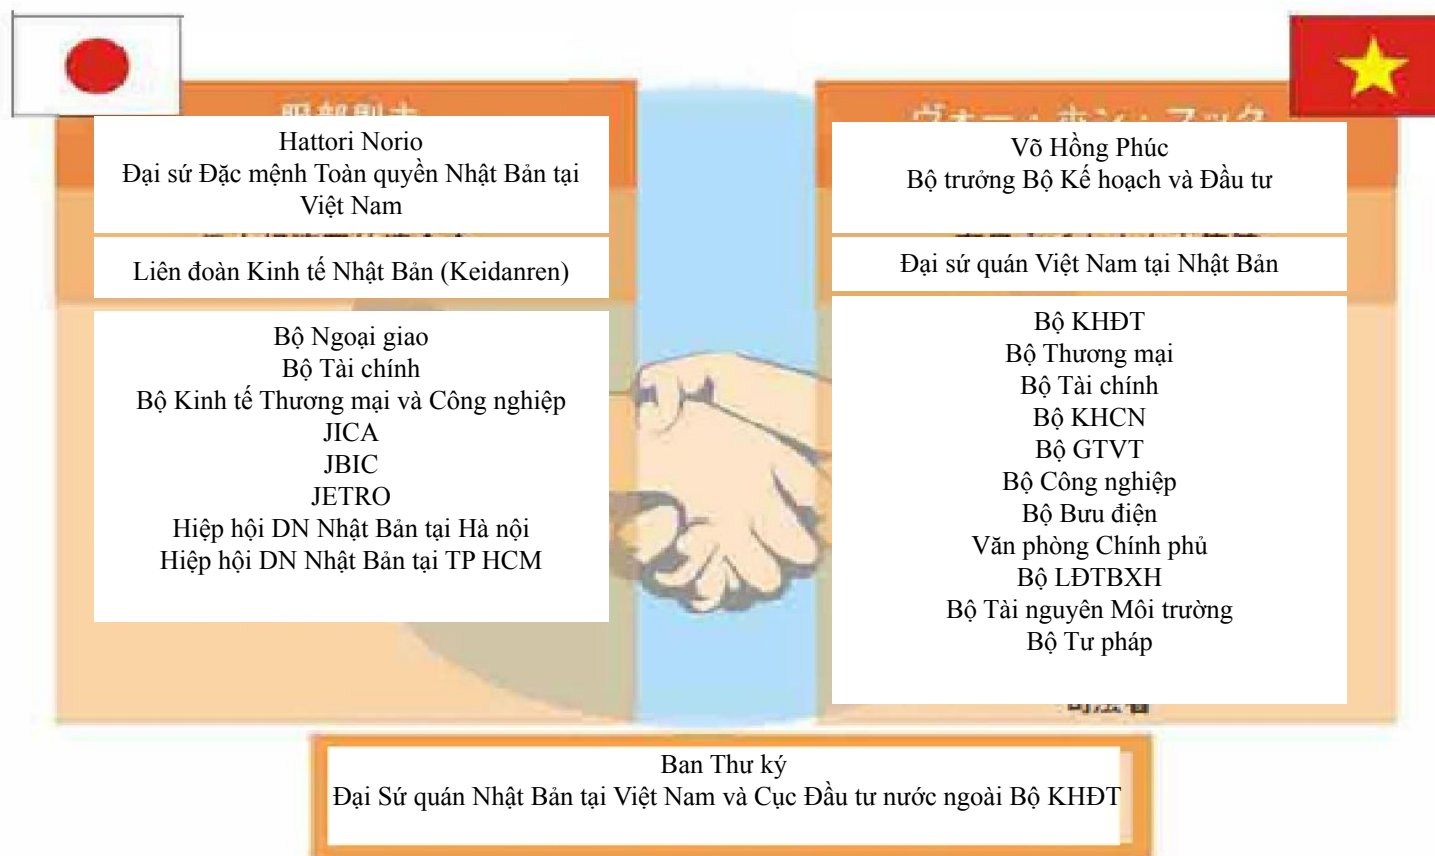 Hattori Norio
Đại sứ Đặc mệnh Toàn quyền Nhật Bản tại
Việt Nam
Liên đoàn Kinh tế Nhật Bản (Keidanren)
Bộ Ngoại giao
Bộ Tài chính
Bộ Kinh tế Thương mại và Công nghiệp
JICA
JBIC
JETRO
Hiệp hội DN Nhật Bản tại Hà nội
Hiệp hội DN Nhật Bản tại TP HCM
Võ Hồng Phúc
Bộ trưởng Bộ Kế hoạch và Đầu tư
Đại sứ quán Việt Nam tại Nhật Bản
Bộ KHĐT
Bộ Thương mại
Bộ Tài chính
Bộ KHCN
Bộ GTVT
Bộ Công nghiệp
Bộ Bưu điện
Văn phòng Chính phủ
Bộ LĐTBXH
Bộ Tài nguyên Môi trường
Bộ Tư pháp
Ban Thư ký
Đại Sứ quán Nhật Bản tại Việt Nam và Cục Đầu tư nước ngoài Bộ KHĐT